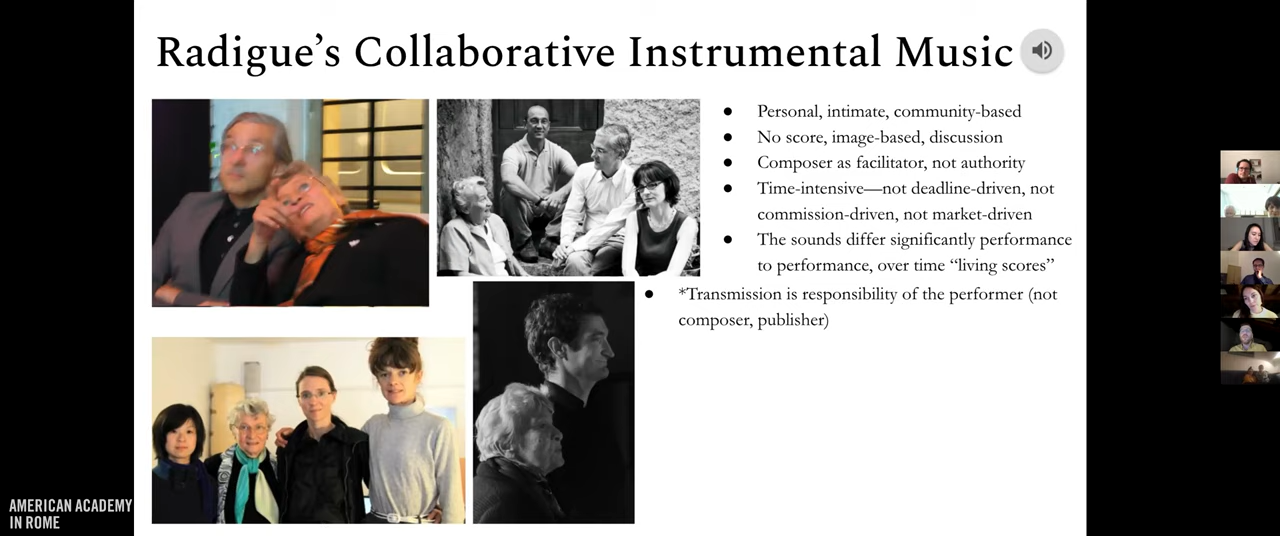 Radigue’s Collaborative Instrumental Music
● Personal, intimate, community-based
● No score, image-based, discussion
● Composer as facilitator, not authority
● Time-intensive—not deadline-driven, not
commission-driven, not market-driven
● The sounds differ significantly performance
to performance, over time “living scores”
● *Transmission is responsibility of the performer (not
composer, publisher)
AMERICAN ACADEMY
IN ROME